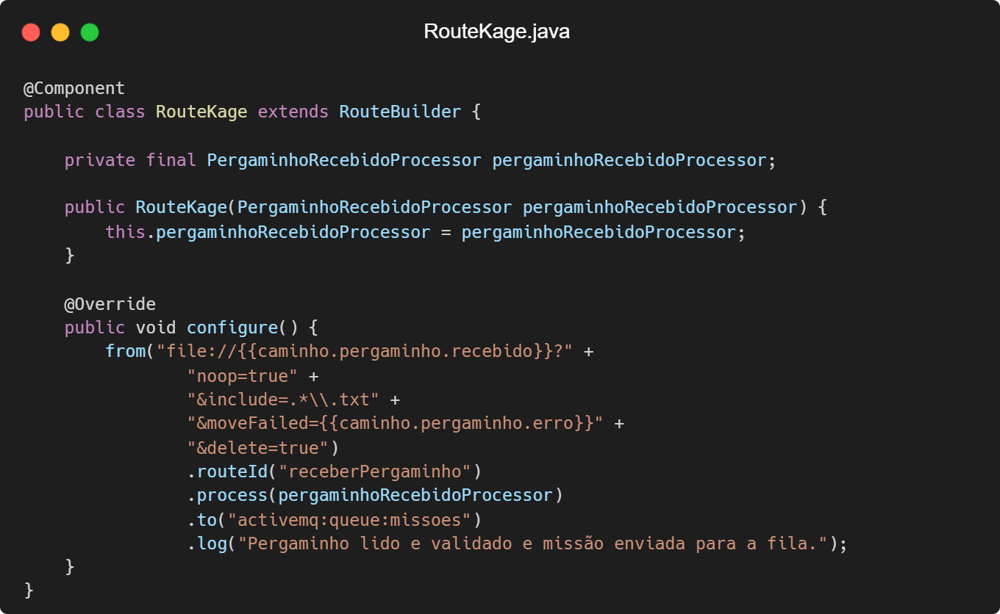 RouteKage.java
@Component
public class RouteKage extends RouteBuilder {
private final PergaminhoRecebidoProcessor pergaminhoRecebidoProcessor;
public RouteKage(PergaminhoRecebidoProcessor pergaminhoRecebidoProcessor) {
this.pergaminhoRecebidoProcessor = pergaminhoRecebidoProcessor;
}
@Override
public void configure() {
from("file://{{caminho.pergaminho.recebido}}?" +
"noop=true" +
"&include=.*\\.txt" +
"&moveFailed={{caminho.pergaminho.erro}}" +
"&delete=true")
.routeId("receberPergaminho")
.process(pergaminhoRecebidoProcessor)
.to("activemq:queue:missoes")
.log("Pergaminho lido e validado e missão enviada para a fila.");
}
}